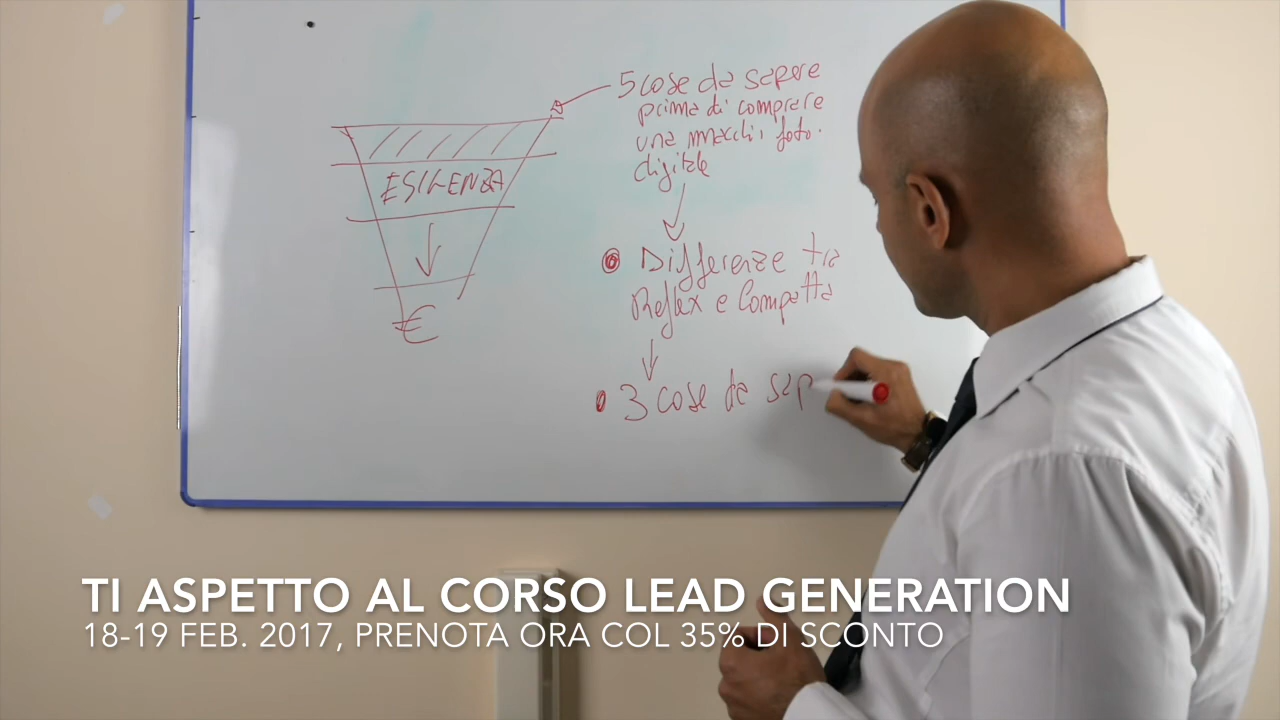 5 cose da sapere
prima di comprare
una macchi. foto.
digitale
ESIGENZA
€
Differenze tra
Reflex e Compatta
3 cose da sap
TI ASPETTO AL CORSO LEAD GENERATION
18-19 FEB. 2017, PRENOTA ORA COL 35% DI SCONTO